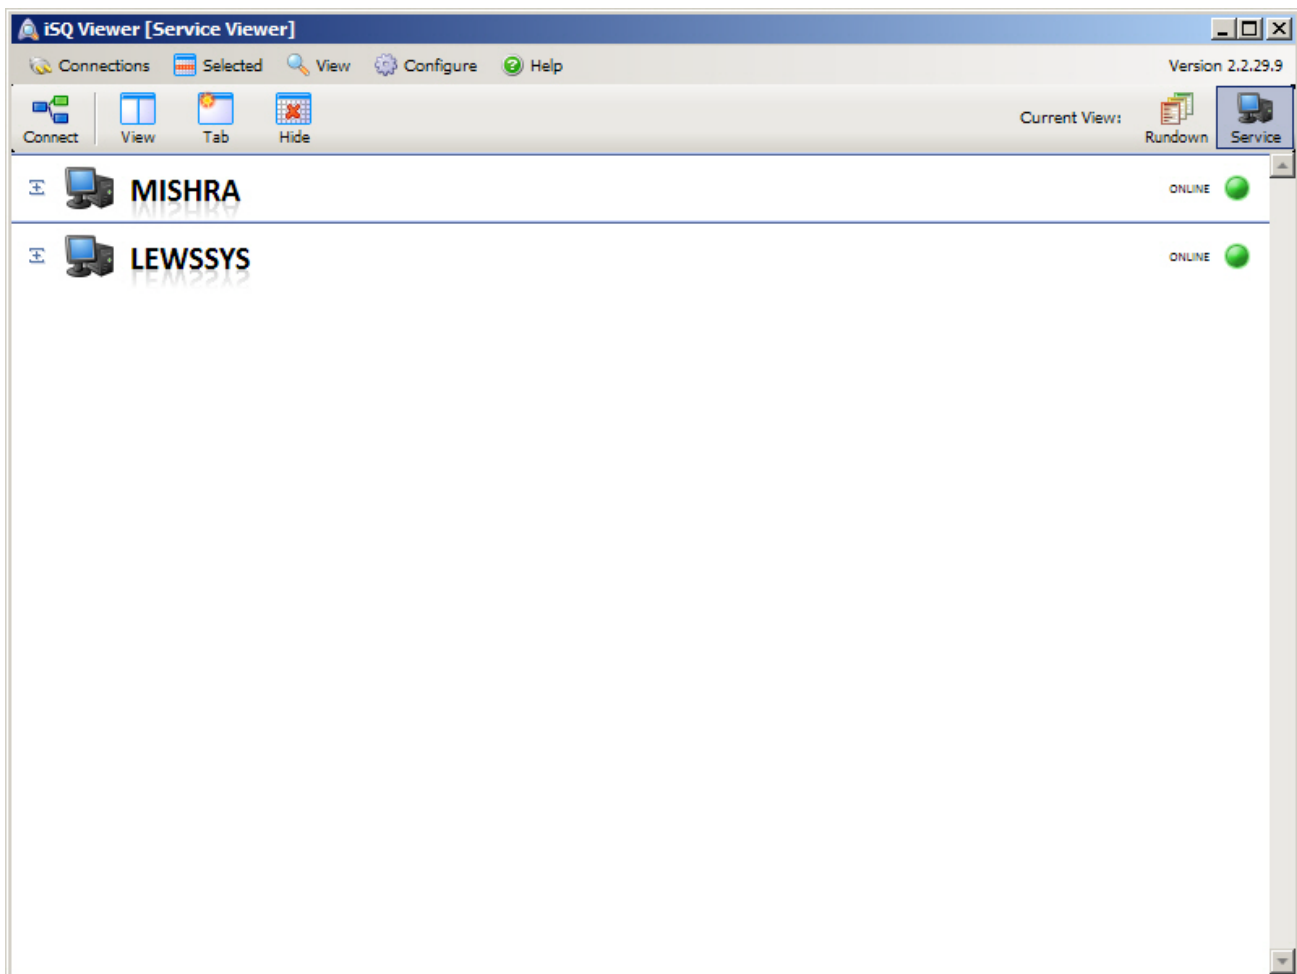 iSQ Viewer [Service Viewer]
Connections Selected View Configure Help Version 2.2.29.9
Connect View Tab Hide Current View: Rundown Service
MISHRA ONLINE
LEWSSYS ONLINE